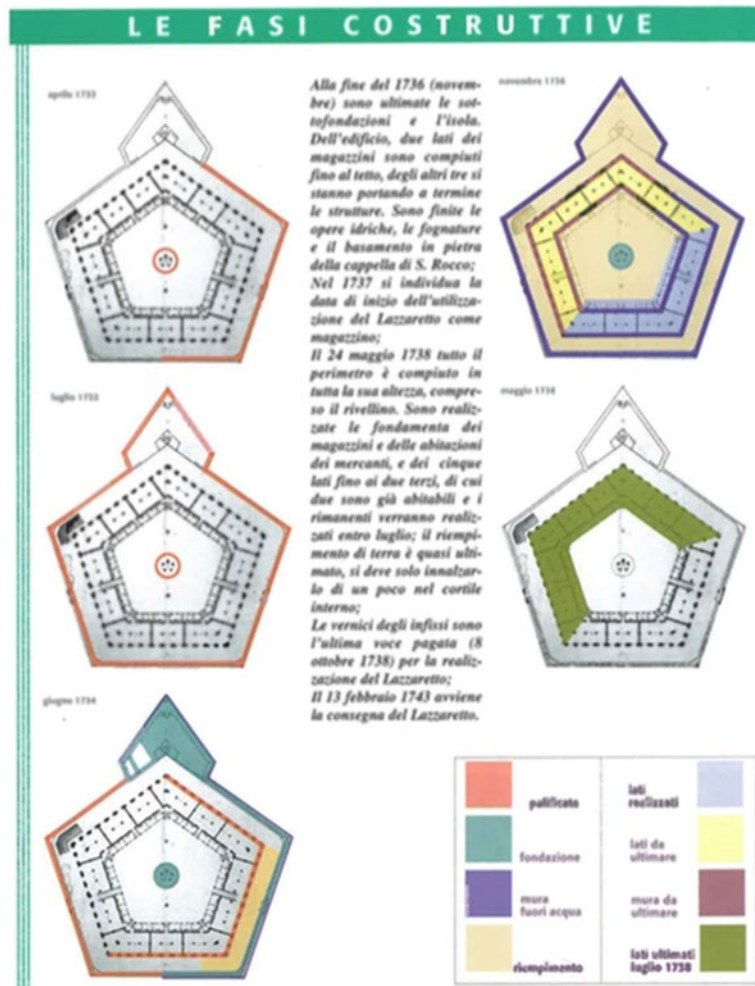 LE FASI COSTRUTTIVE
aprile 1733
Alla fine del 1736 (novem-
bre) sono ultimate le sot-
tofondazioni e l'isola.
Dell'edificio, due lati dei
magazzini sono compiuti
fino al tetto, degli altri tre si
stanno portando a termine
le strutture. Sono finite le
opere idriche, le fognature
e il basamento in pietra
della cappella di S. Rocco;
Nel 1737 si individua la
data di inizio dell'utilizza-
zione del Lazzaretto come
magazzino;
Il 24 maggio 1738 tutto il
perimetro è compiuto in
tutta la sua altezza, compre-
so il rivellino. Sono realiz-
zate le fondamenta dei
magazzini e delle abitazioni
dei mercanti, e dei cinque
lati fino ai due terzi, di cui
due sono già abitabili e i
rimanenti verranno realiz-
zati entro luglio; il riempi-
mento di terra è quasi ulti-
mato, si deve solo innalzar-
lo di un poco nel cortile
interno;
Le vernici degli infissi sono
l'ultima voce pagata (8
ottobre 1738) per la realiz-
zazione del Lazzaretto;
Il 13 febbraio 1743 avviene
la consegna del Lazzaretto.
novembre 1736
luglio 1733
maggio 1738
giugno 1734
palificato
fondazione
mura
fuori acqua
riempimento
lati
realizzati
lati da
ultimare
mura da
ultimare
lati ultimati
luglio 1738